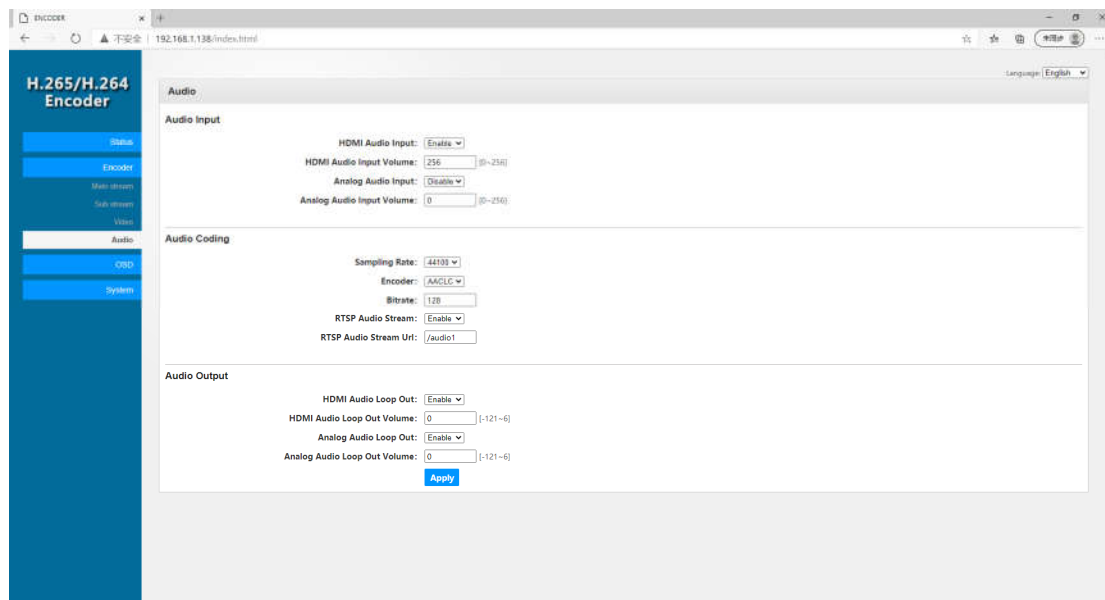 ENCODER
不安全 192.168.1.138/index.html
未同步
Language: English
H.265/H.264
Encoder
Status
Encoder
Main stream
Sub stream
Video
Audio
OSD
System
Audio
Audio Input
HDMI Audio Input: Enable
HDMI Audio Input Volume: 256 [0~256]
Analog Audio Input: Disable
Analog Audio Input Volume: 0 [0~256]
Audio Coding
Sampling Rate: 44100
Encoder: AACLC
Bitrate: 128
RTSP Audio Stream: Enable
RTSP Audio Stream Url: /audio1
Audio Output
HDMI Audio Loop Out: Enable
HDMI Audio Loop Out Volume: 0 [-121~6]
Analog Audio Loop Out: Enable
Analog Audio Loop Out Volume: 0 [-121~6]
Apply